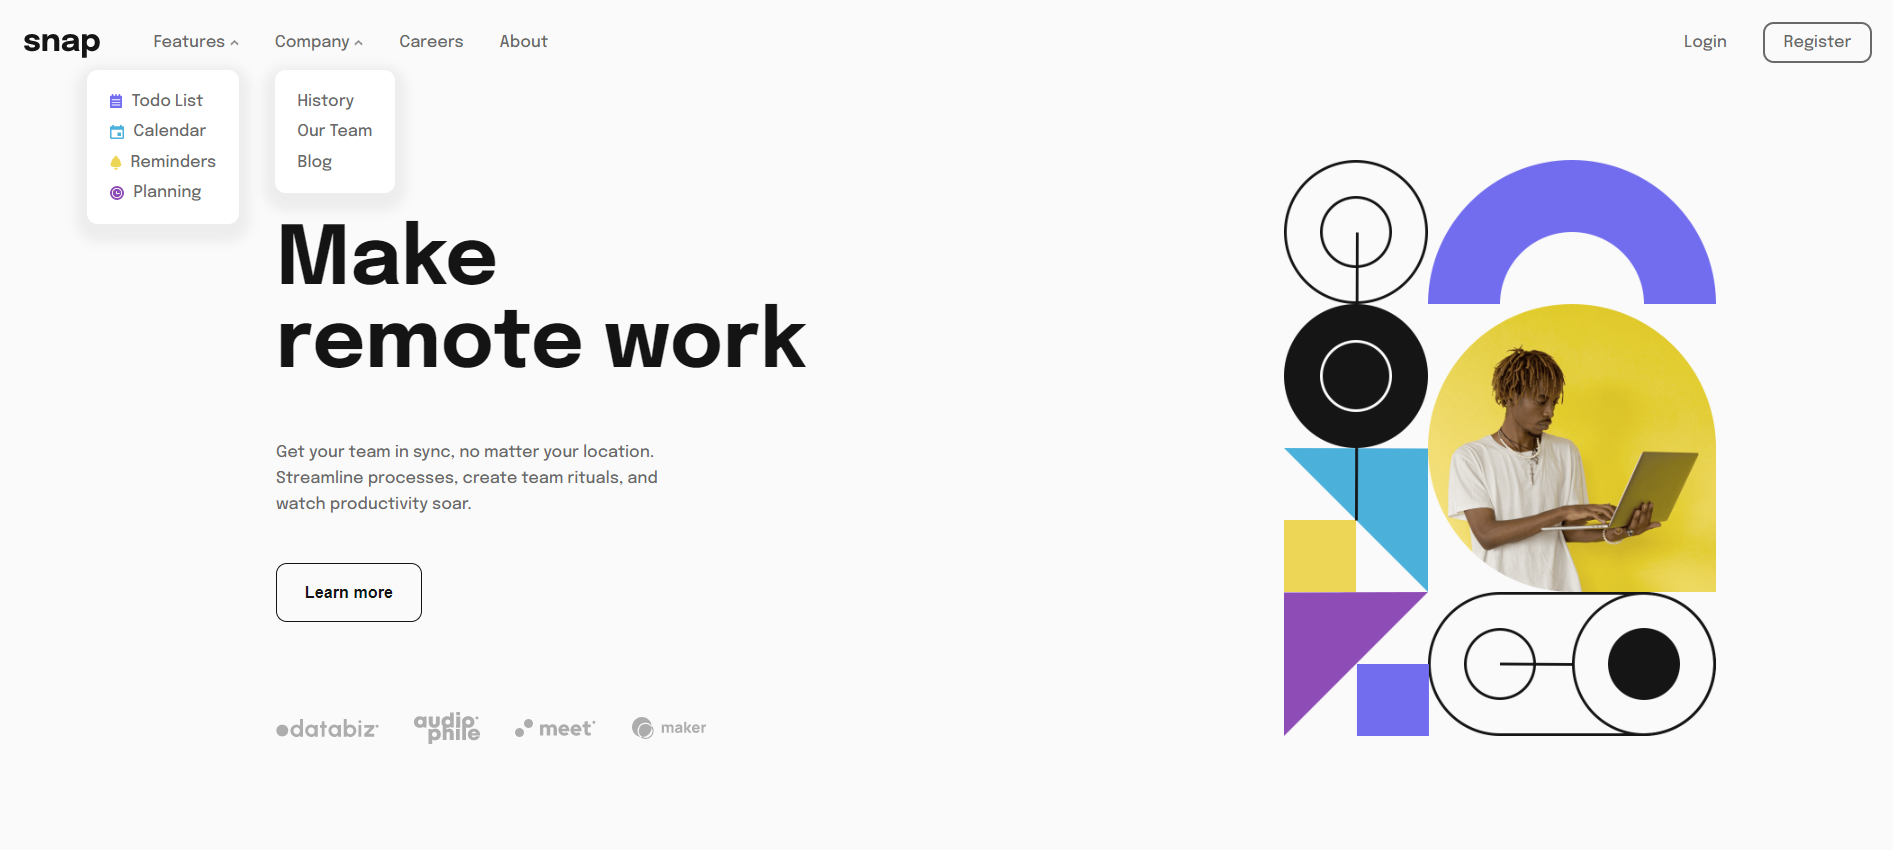 snap Features Company Careers About Login Register
Todo List
Calendar
Reminders
Planning
History
Our Team
Blog
Make
remote work
Get your team in sync, no matter your location.
Streamline processes, create team rituals, and
watch productivity soar.
Learn more
databiz
audiophile
meet
maker